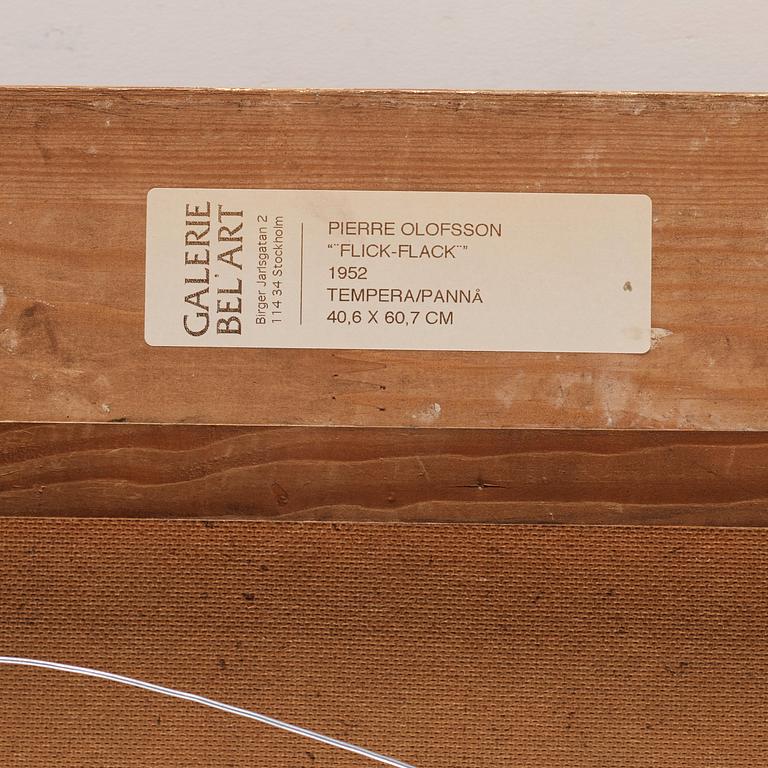 GALERIE
BEL'ART
Birger Jarlsgatan 2
114 34 Stockholm
PIERRE OLOFSSON
"¨FLICK-FLACK¨"
1952
TEMPERA/PANNÅ
40,6 X 60,7 CM